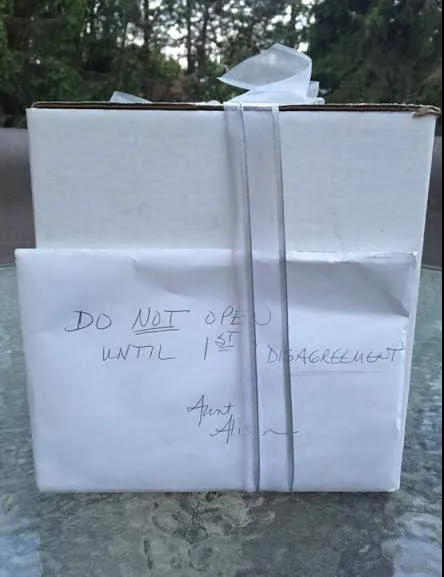 DO NOT OPEN
UNTIL 1ST DISAGREEMENT
Aunt